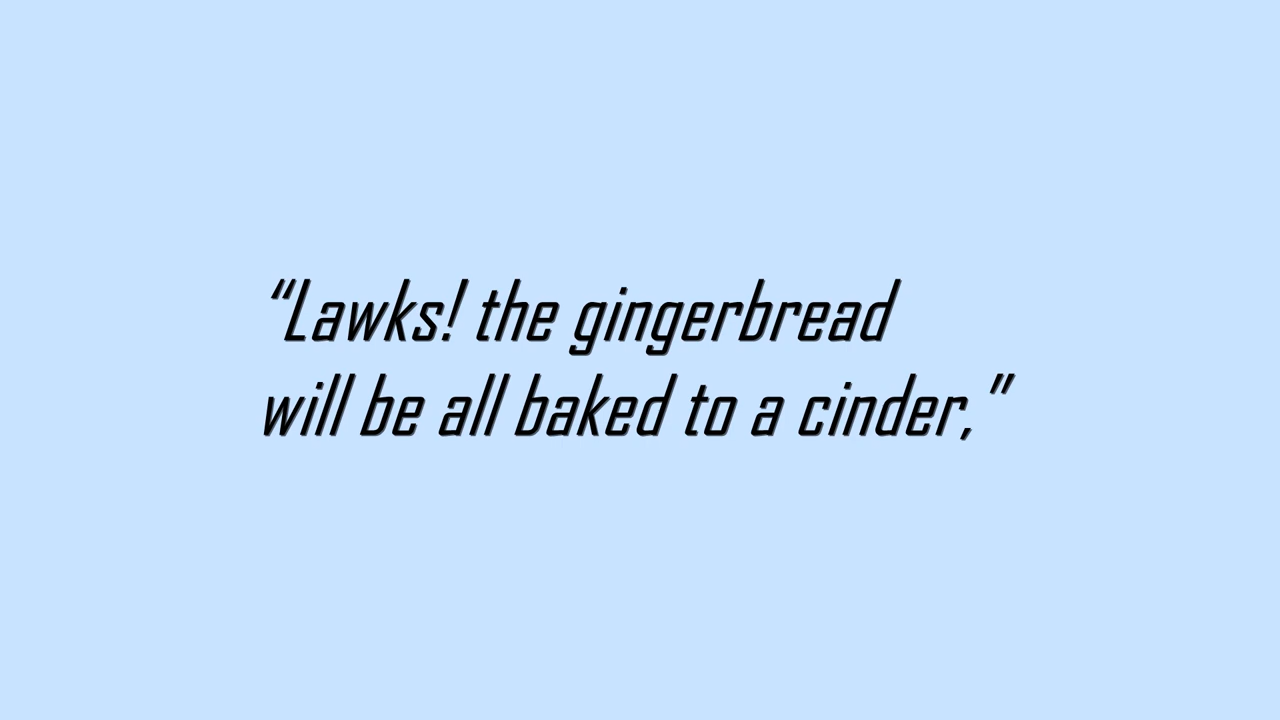 “Lawks! the gingerbread
will be all baked to a cinder,”